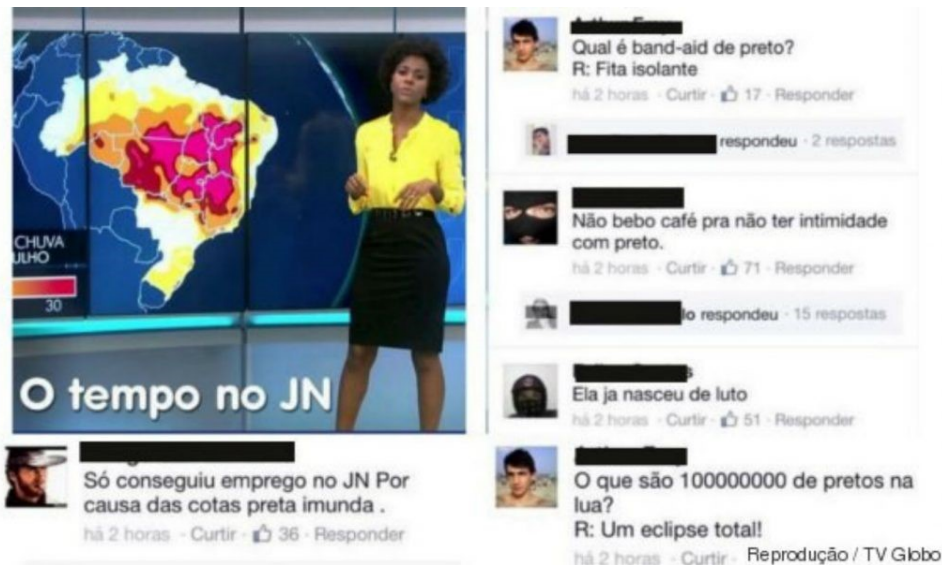 CHUVA
ULHO
30
O tempo no JN
Só conseguiu emprego no JN Por
causa das cotas preta imunda .
há 2 horas · Curtir · 36 · Responder
Qual é band-aid de preto?
R: Fita isolante
há 2 horas · Curtir · 17 · Responder
respondeu · 2 respostas
Não bebo café pra não ter intimidade
com preto.
há 2 horas · Curtir · 71 · Responder
lo respondeu · 15 respostas
Ela ja nasceu de luto
há 2 horas · Curtir · 51 · Responder
O que são 100000000 de pretos na
lua?
R: Um eclipse total!
há 2 horas · Curtir ·
Reprodução / TV Globo